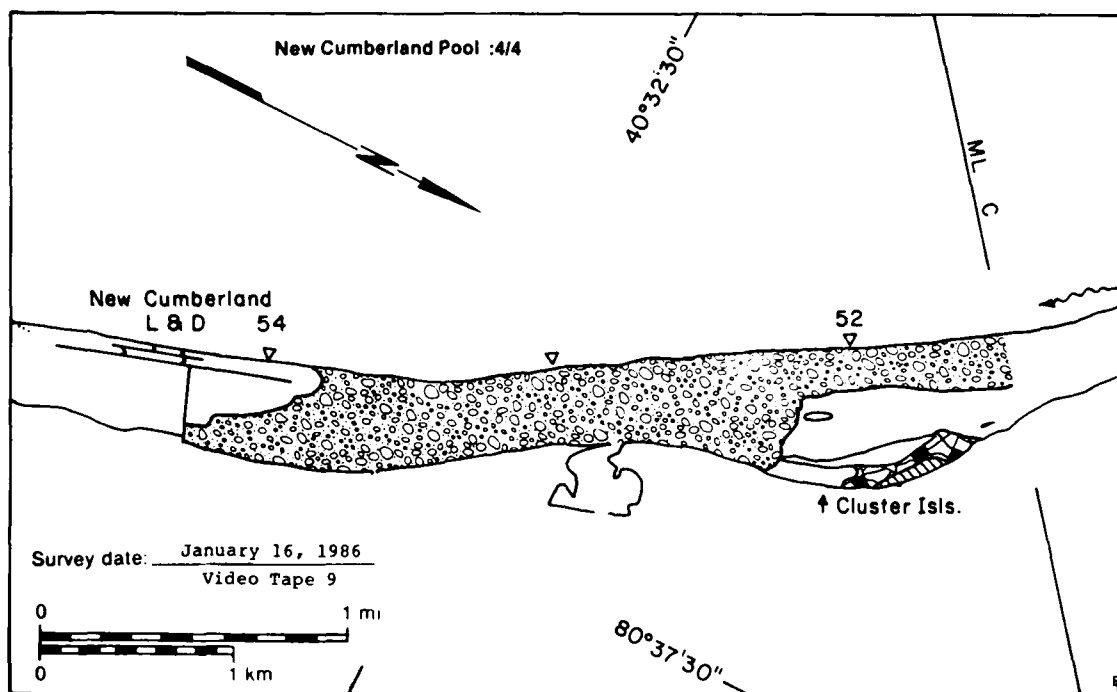 New Cumberland Pool :4/4
40°32'30"
ML C
N
New Cumberland
L & D 54
52
Cluster Isls.
Survey date: January 16, 1986
Video Tape 9
0 1 mi
0 1 km
80°37'30"